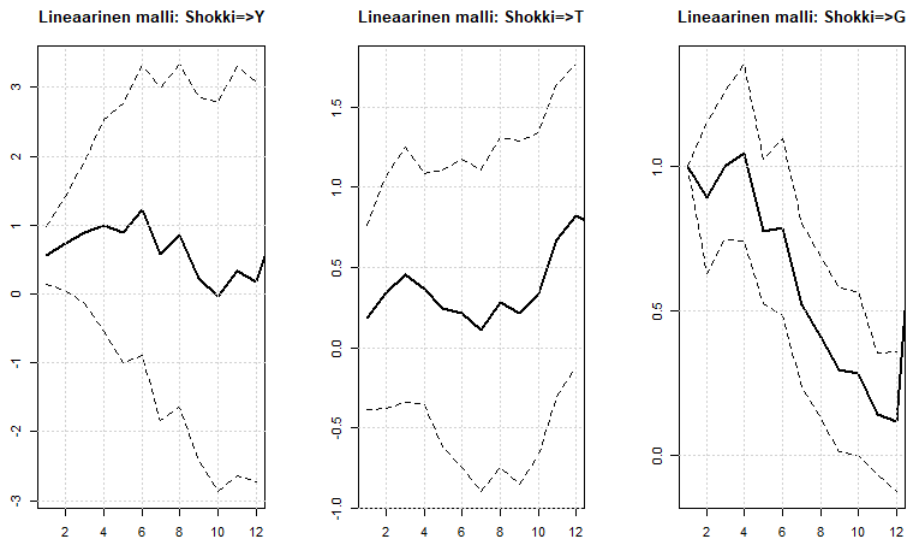 Lineaarinen malli: Shokki=>Y
Lineaarinen malli: Shokki=>T
Lineaarinen malli: Shokki=>G
3
2
1
0
-1
-2
-3
2 4 6 8 10 12
1.5
1.0
0.5
0.0
-0.5
-1.0
2 4 6 8 10 12
1.0
0.5
0.0
2 4 6 8 10 12